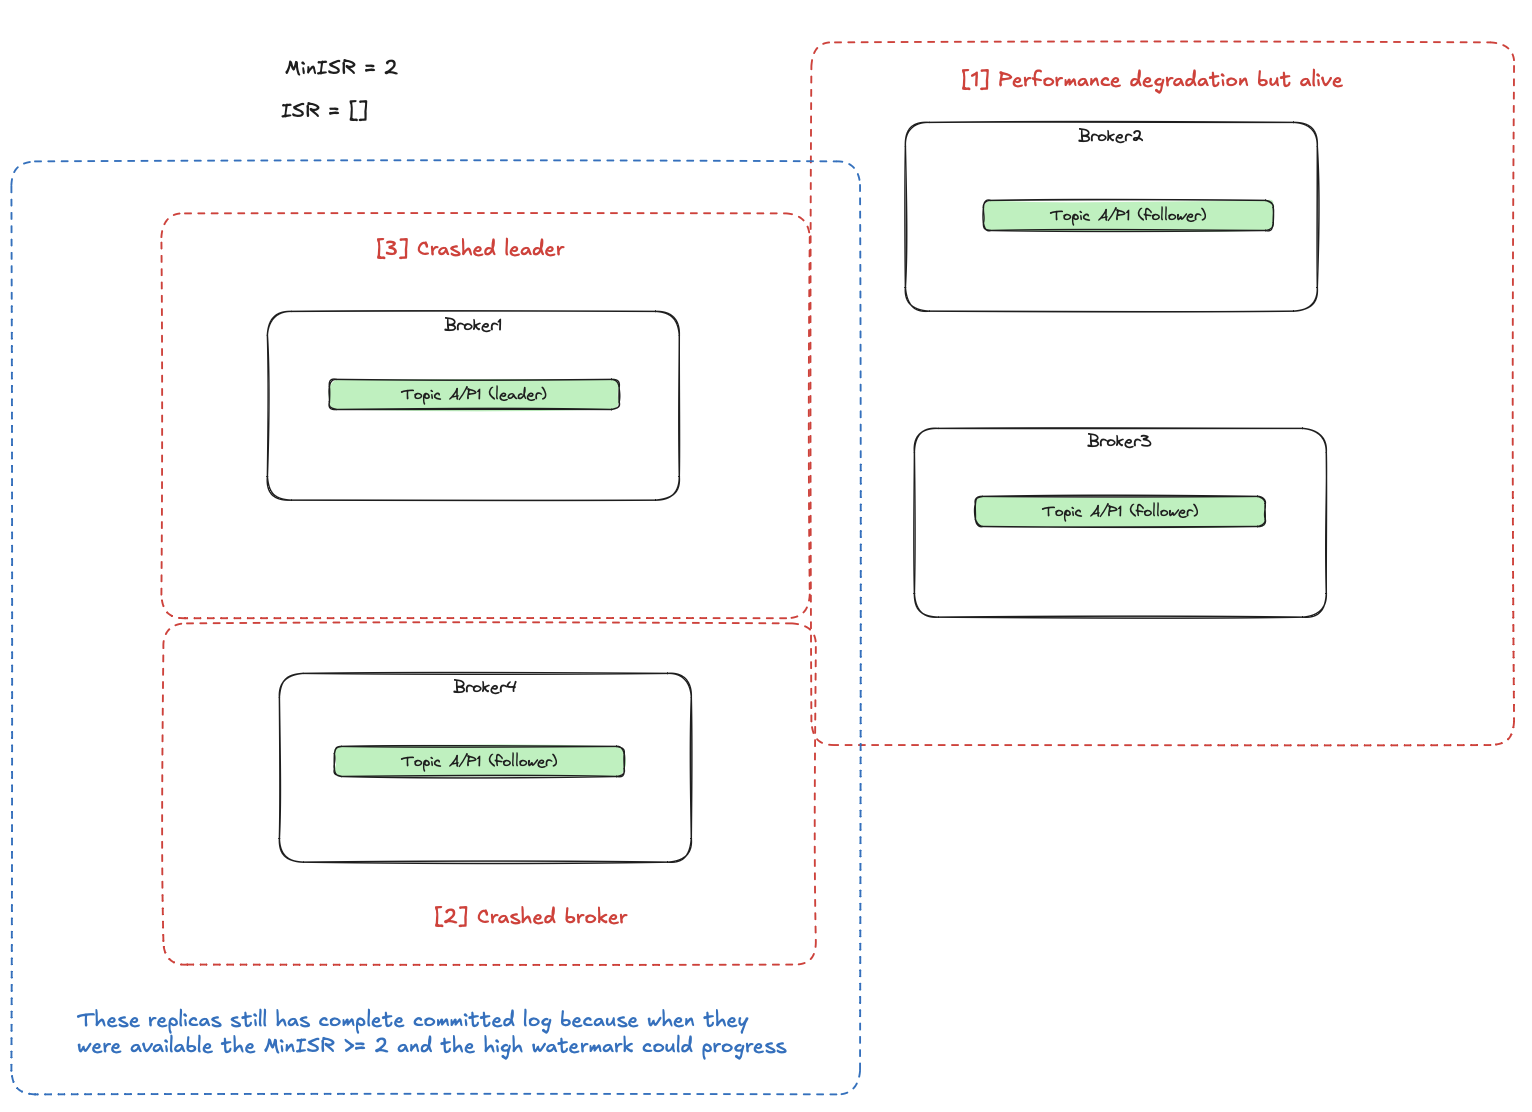 MinISR = 2
ISR = []
[1] Performance degradation but alive
Broker2
Topic A/P1 (follower)
[3] Crashed leader
Broker1
Topic A/P1 (leader)
Broker3
Topic A/P1 (follower)
Broker4
Topic A/P1 (follower)
[2] Crashed broker
These replicas still has complete committed log because when they
were available the MinISR >= 2 and the high watermark could progress